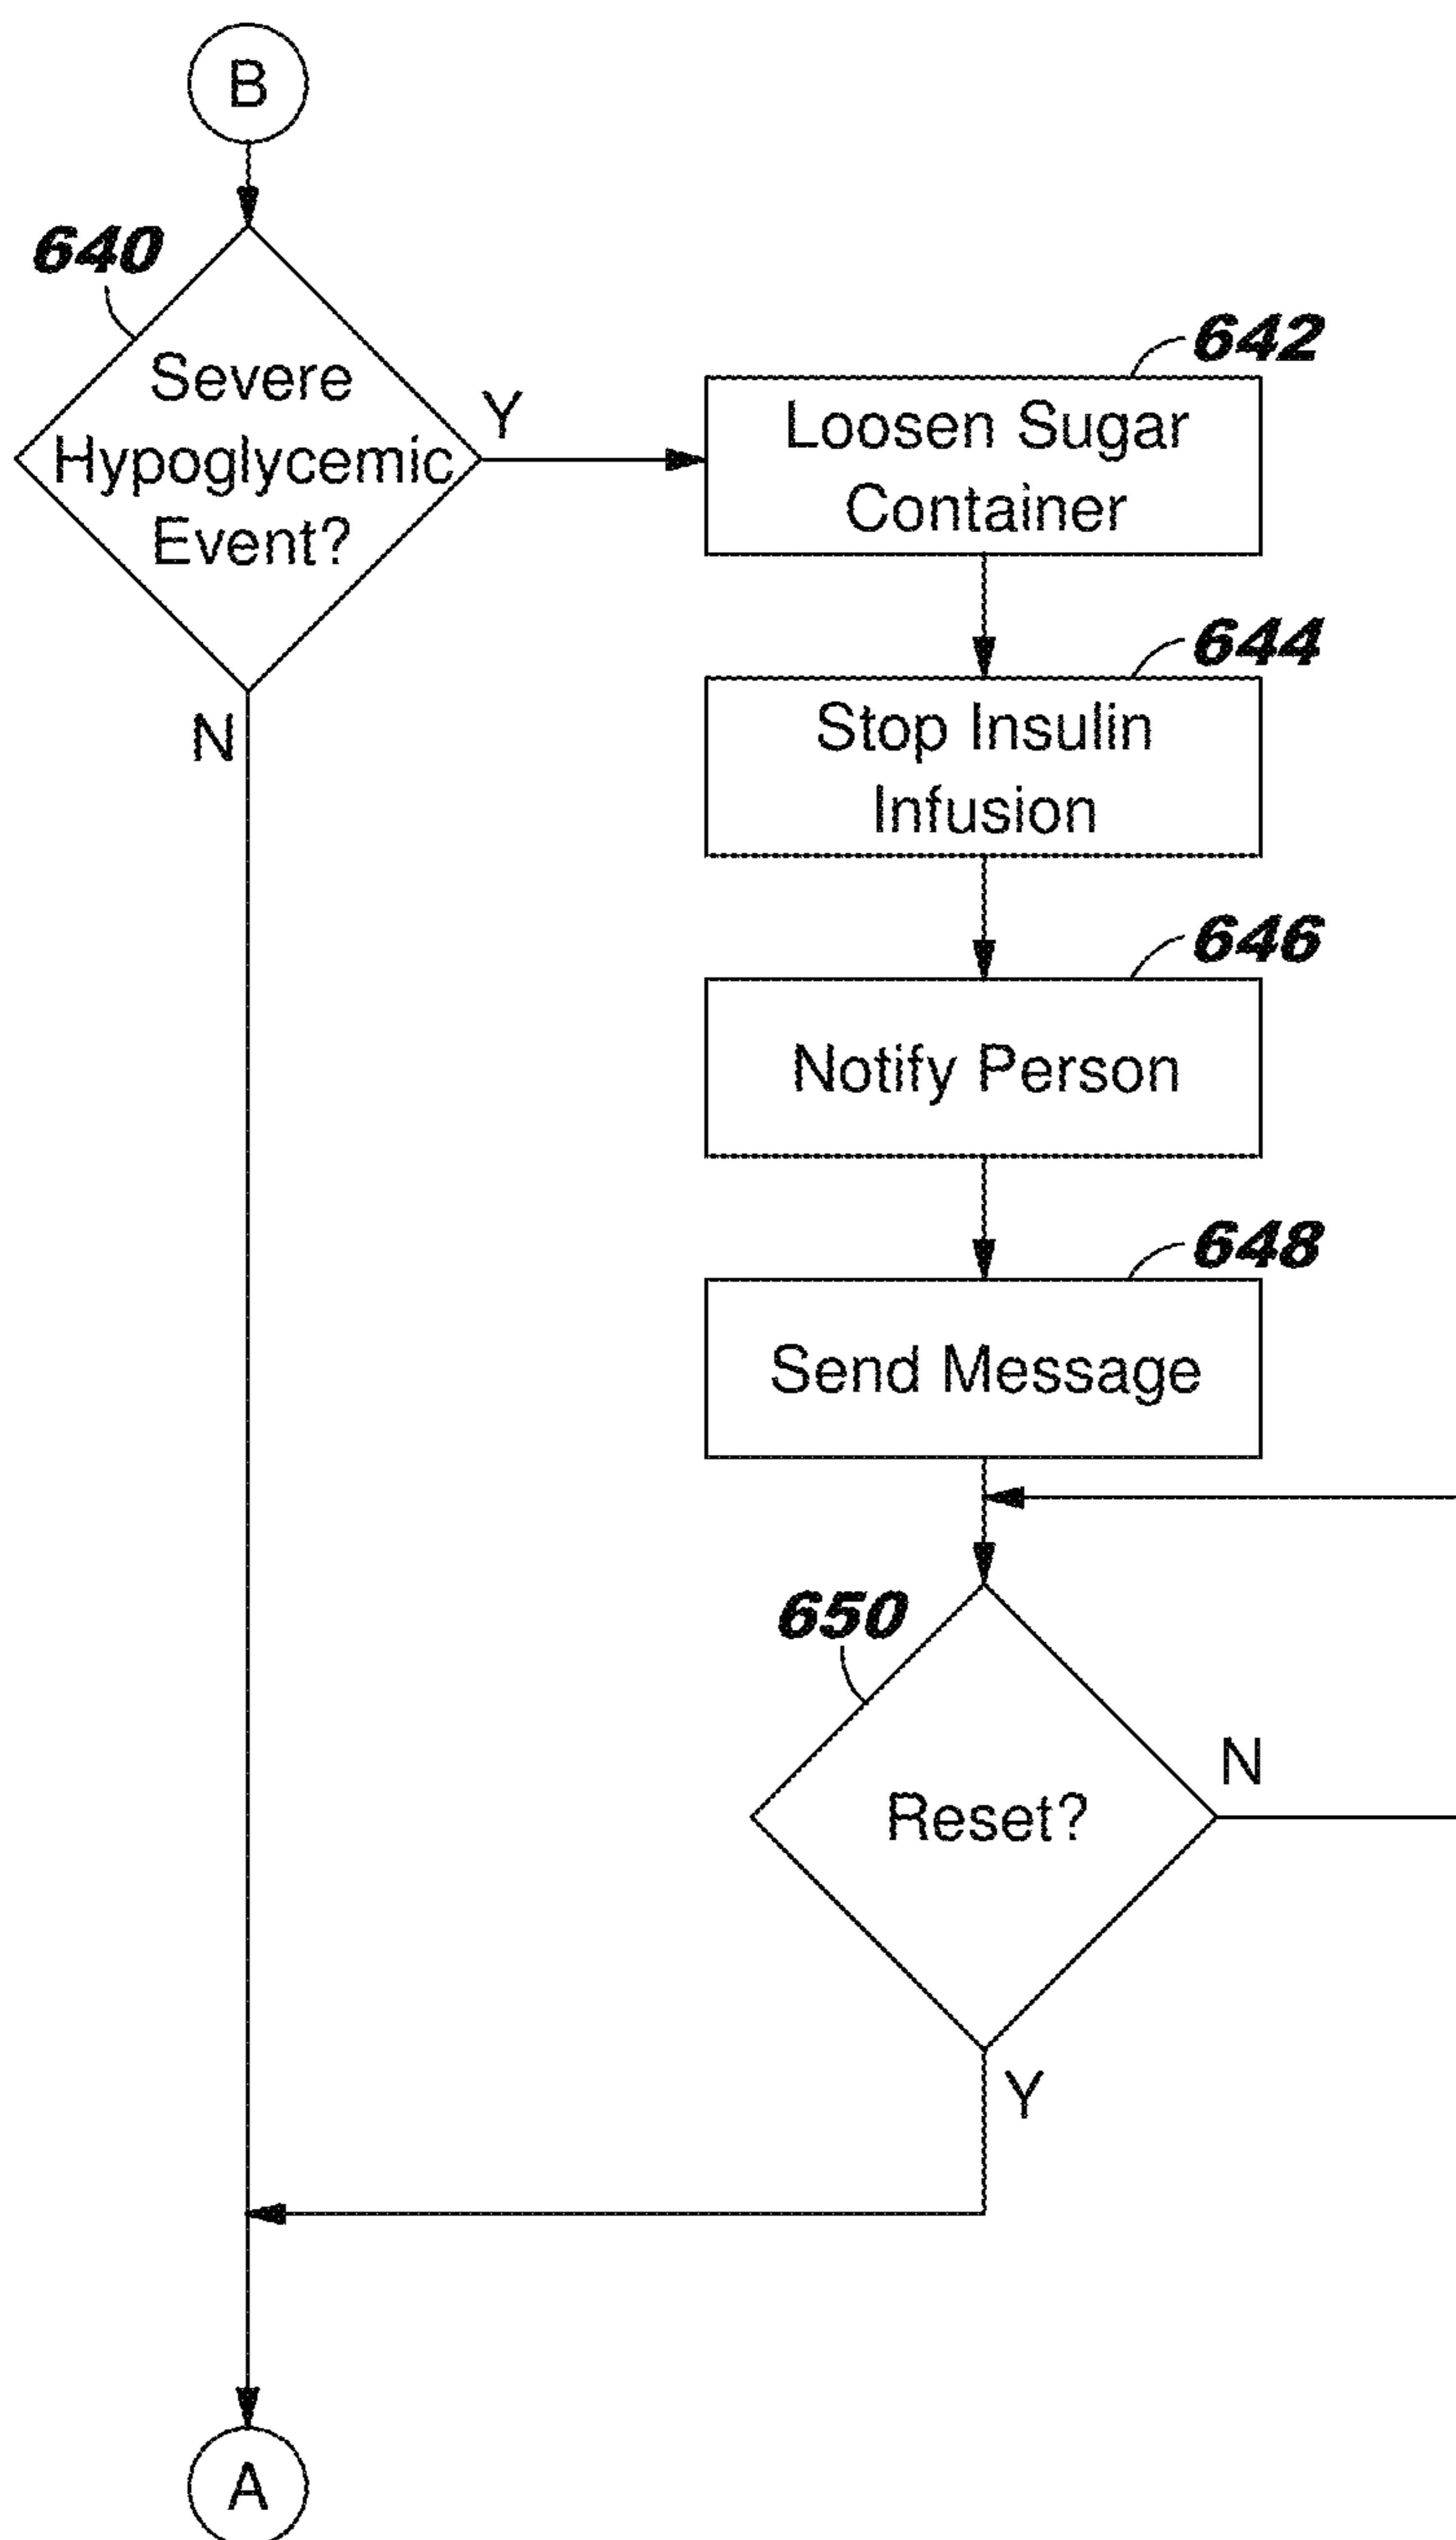 B
640
Severe
Hypoglycemic
Event?
Y
N
642
Loosen Sugar
Container
644
Stop Insulin
Infusion
646
Notify Person
648
Send Message
650
Reset?
N
Y
A